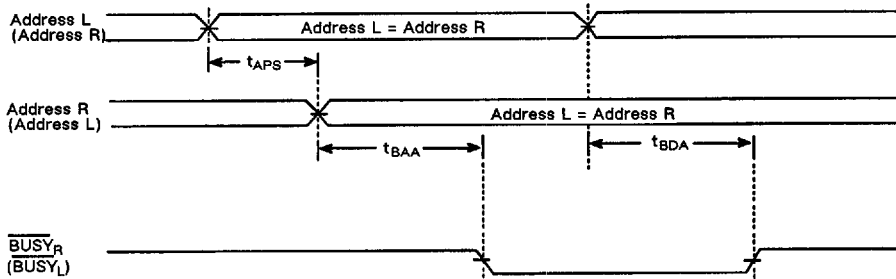 Address L
(Address R)
Address L = Address R
tAPS
Address R
(Address L)
Address L = Address R
tBAA
tBDA
BUSYR
(BUSYL)